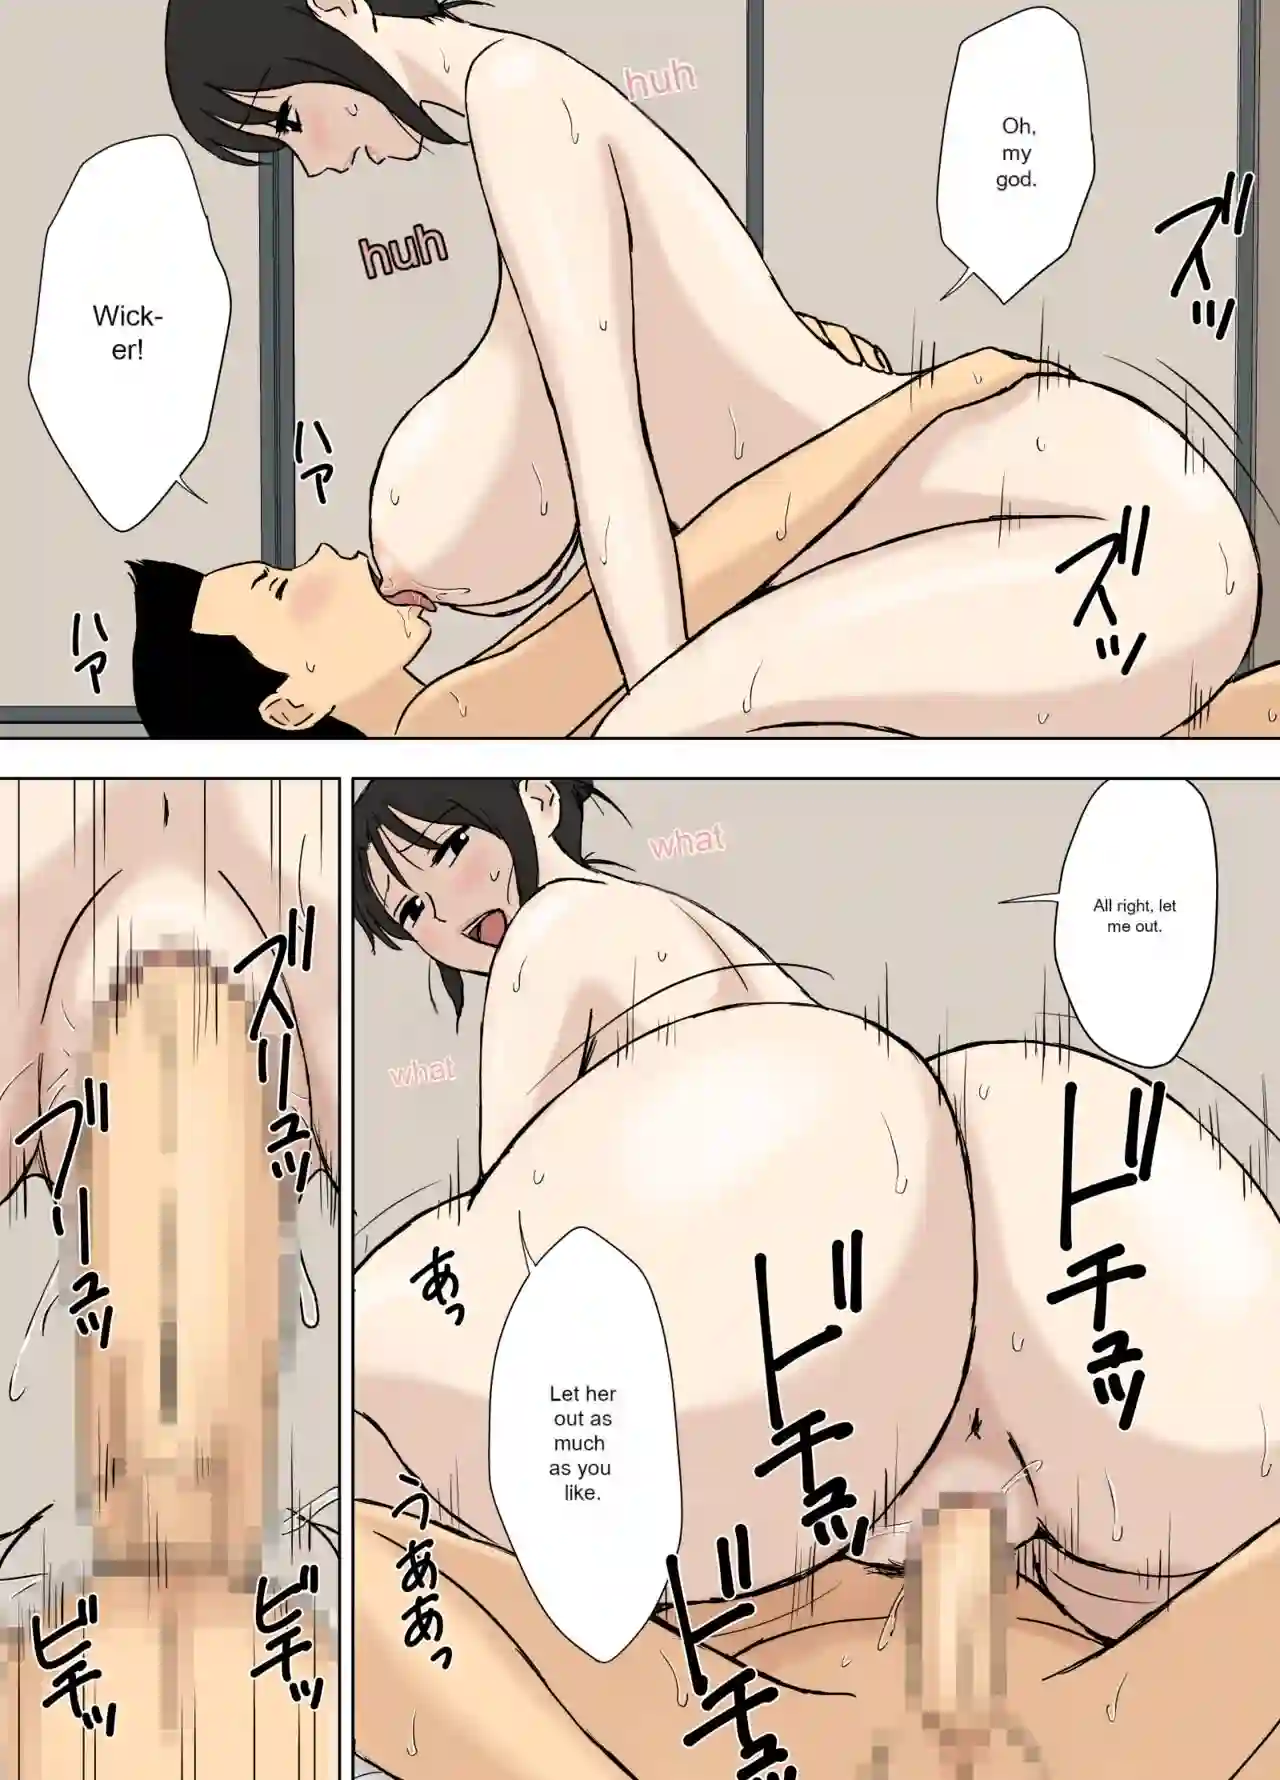 Oh,
my
god.
huh
huh
Wick-
er!
ズッ
ズッ
ハァ
ハァ
what
what
All right, let
me out.
Let her
out as
much
as you
like.
ズリュッ
ブリュッ
ビチッ
ビチッ
ドチュッ
ドチュッ
ドチュッ
あっ
うああっ